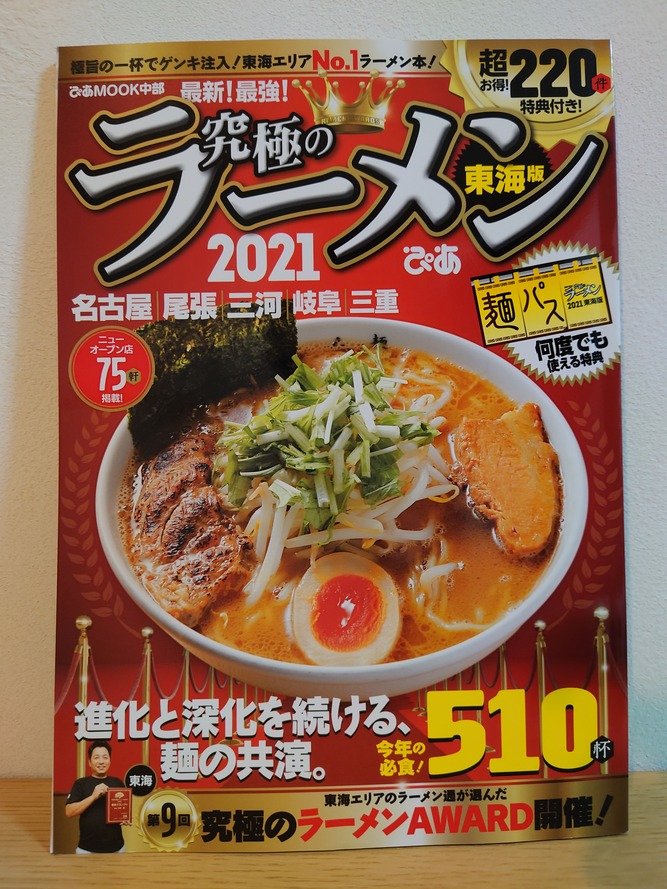 極旨の一杯でゲンキ注入!東海エリアNo.1ラーメン本!
超お得!220件特典付き!
ぴあMOOK中部
最新!最強!
究極の
ラーメン
東海版
2021
ぴあ
名古屋 尾張 三河 岐阜 三重
麺パス
ラーメン
2021 東海版
何度でも
使える特典
ニュー
オープン店
75軒
掲載!
進化と深化を続ける、
麺の共演。
今年の
必食!
510杯
東海
東海エリアのラーメン通が選んだ
第9回 究極のラーメンAWARD開催!